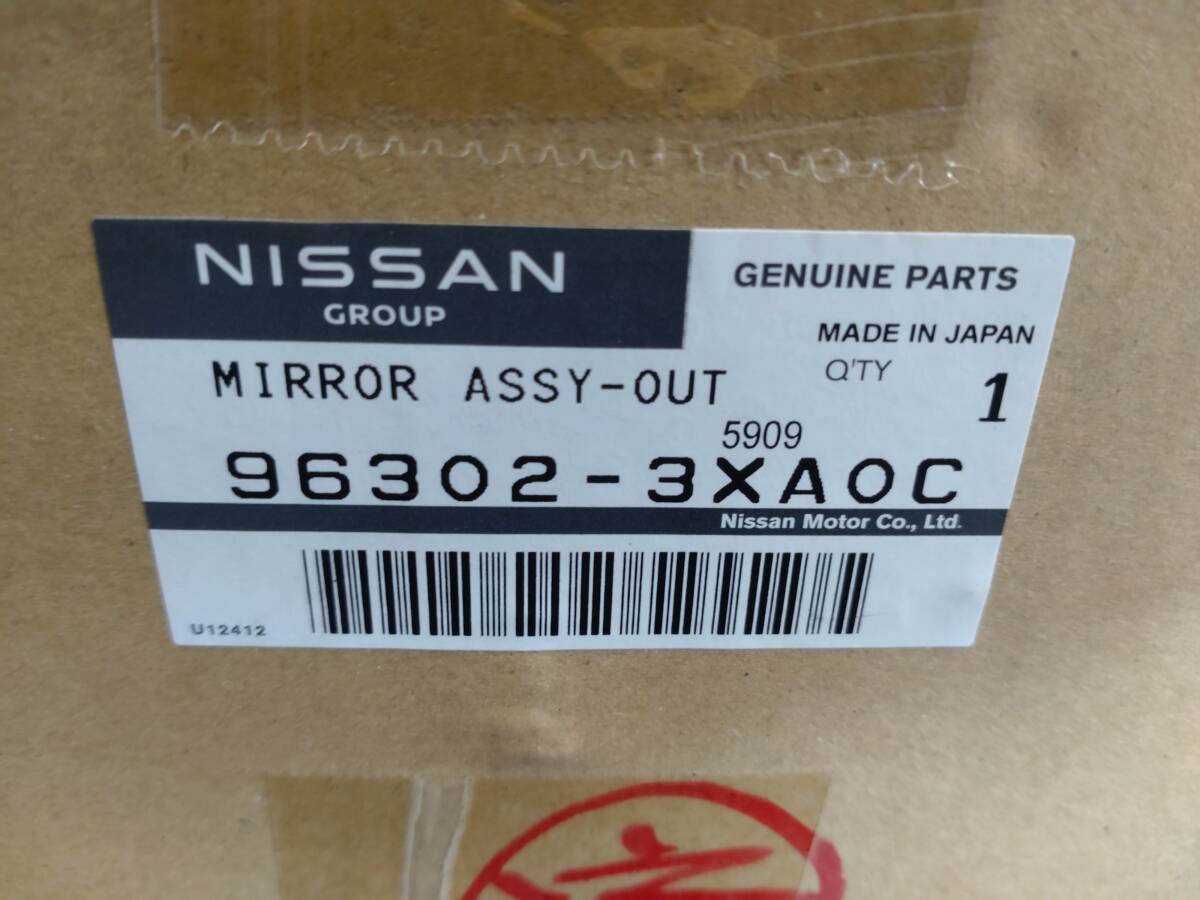 NISSAN
GROUP
GENUINE PARTS
MADE IN JAPAN
MIRROR ASSY-OUT
Q'TY 1
5909
96302-3XA0C
Nissan Motor Co., Ltd.
U12412